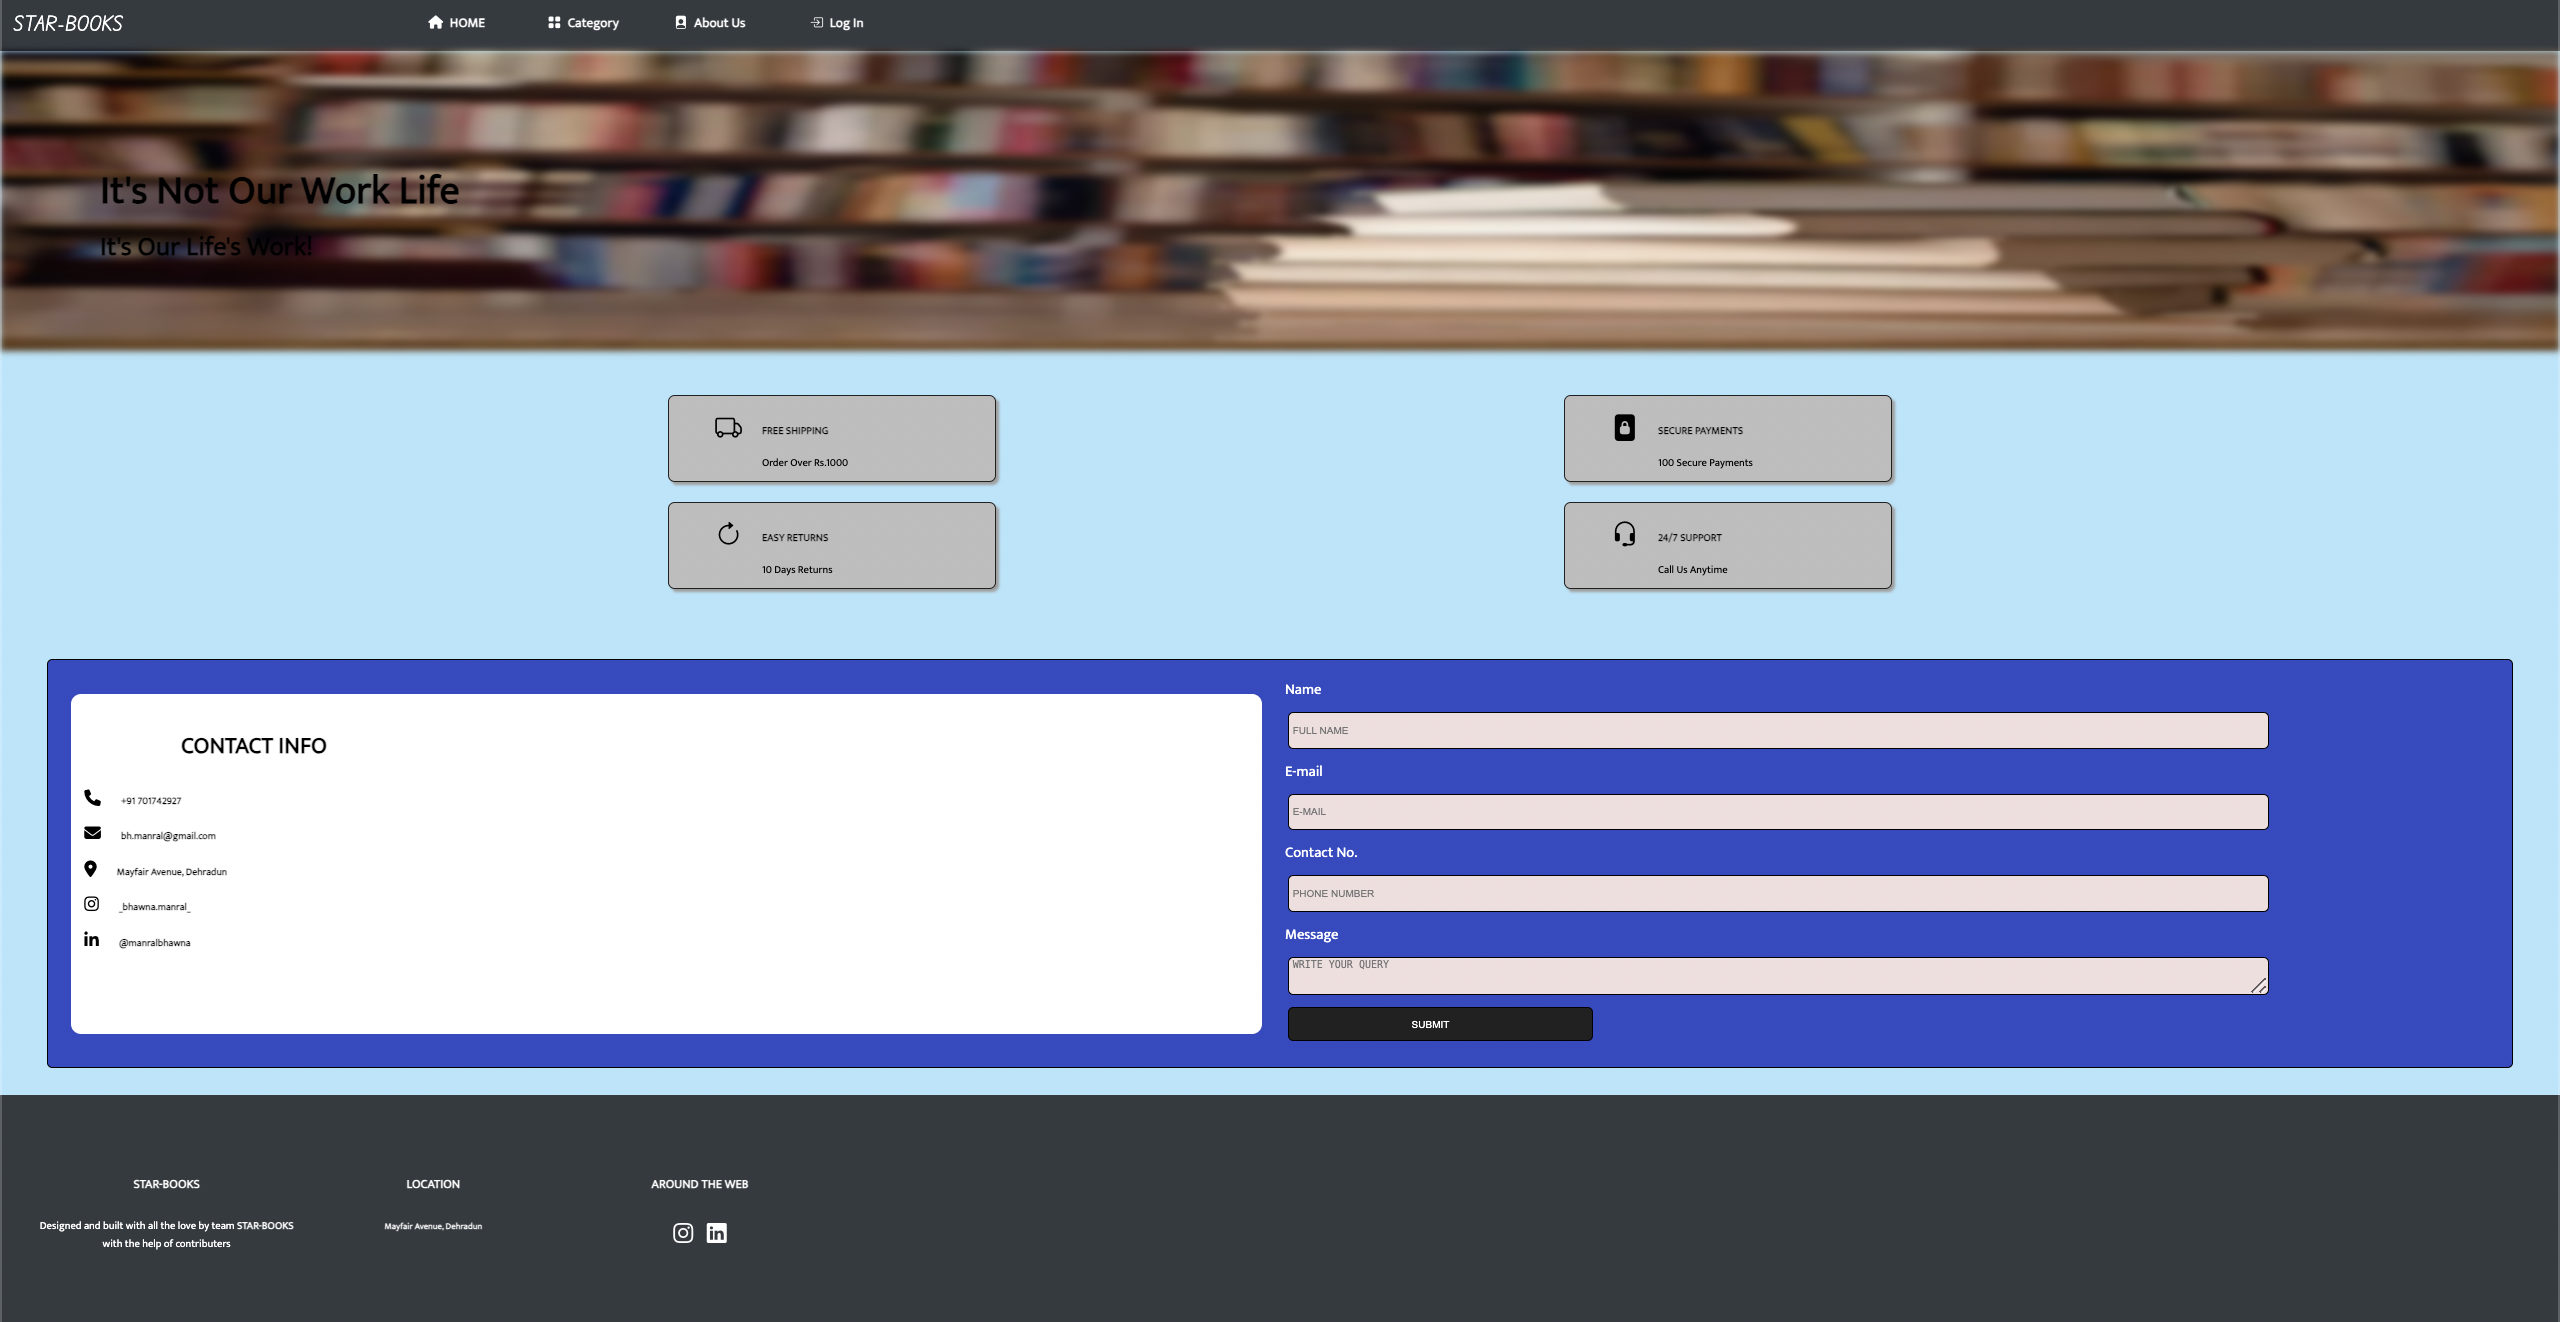 STAR-BOOKS
HOME
Category
About Us
Log In
It's Not Our Work Life
It's Our Life's Work!
FREE SHIPPING
Order Over Rs.1000
SECURE PAYMENTS
100 Secure Payments
EASY RETURNS
10 Days Returns
24/7 SUPPORT
Call Us Anytime
CONTACT INFO
+91 701742927
bh.manral@gmail.com
Mayfair Avenue, Dehradun
_bhawna.manral_
@manralbhawna
Name
FULL NAME
E-mail
E-MAIL
Contact No.
PHONE NUMBER
Message
WRITE YOUR QUERY
SUBMIT
STAR-BOOKS
Designed and built with all the love by team STAR-BOOKS
with the help of contributers
LOCATION
Mayfair Avenue, Dehradun
AROUND THE WEB